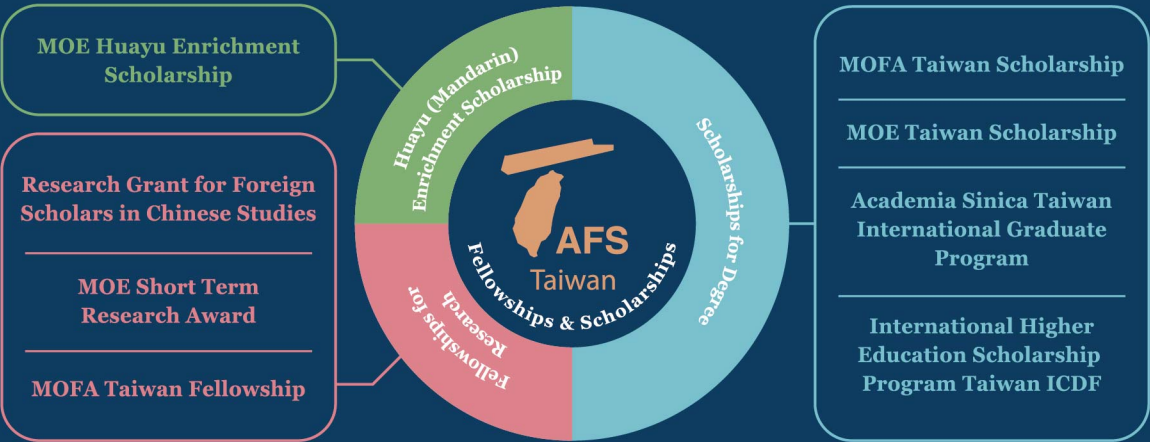 MOE Huayu Enrichment
Scholarship
Research Grant for Foreign
Scholars in Chinese Studies
MOE Short Term
Research Award
MOFA Taiwan Fellowship
Huayu (Mandarin)
Enrichment Scholarship
Fellowships for
Research
TAFS
Taiwan
Fellowships & Scholarships
Scholarships for Degree
MOFA Taiwan Scholarship
MOE Taiwan Scholarship
Academia Sinica Taiwan
International Graduate
Program
International Higher
Education Scholarship
Program Taiwan ICDF